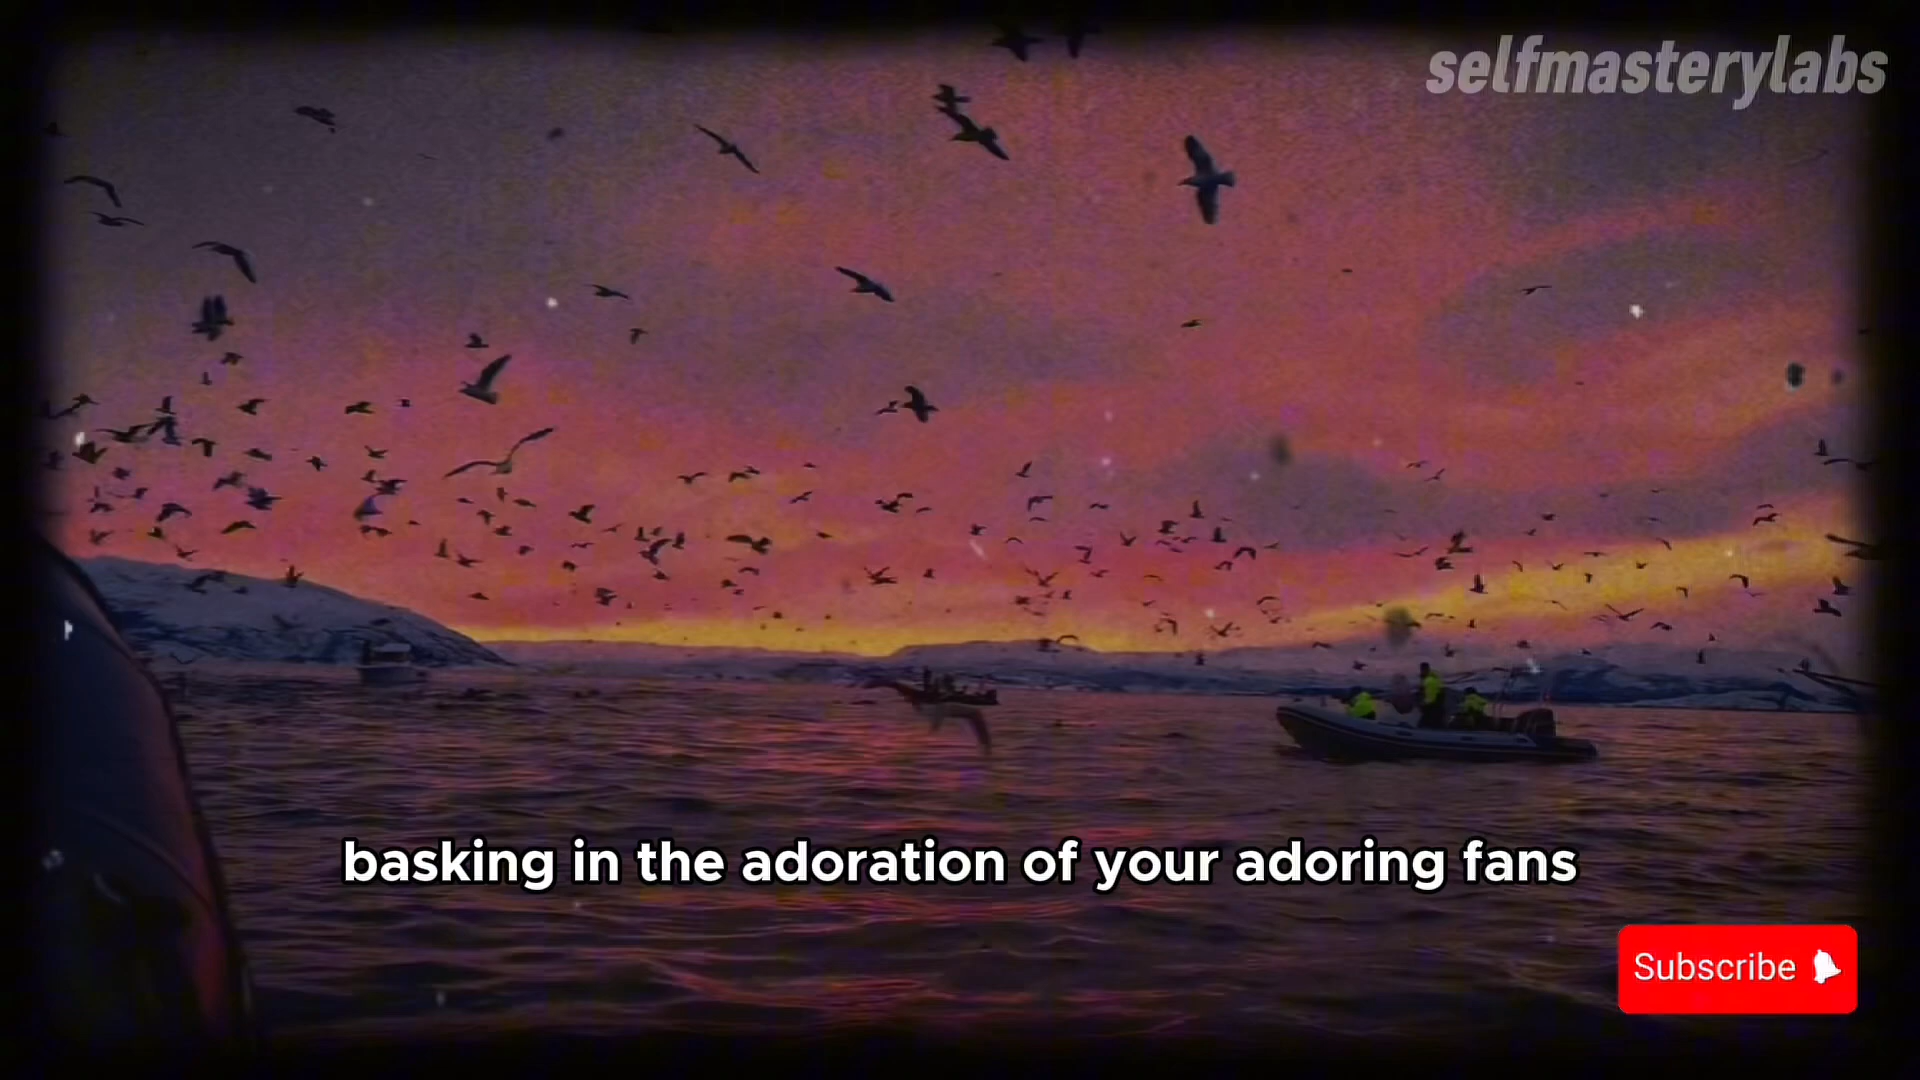 selfmasterylabs
basking in the adoration of your adoring fans
Subscribe